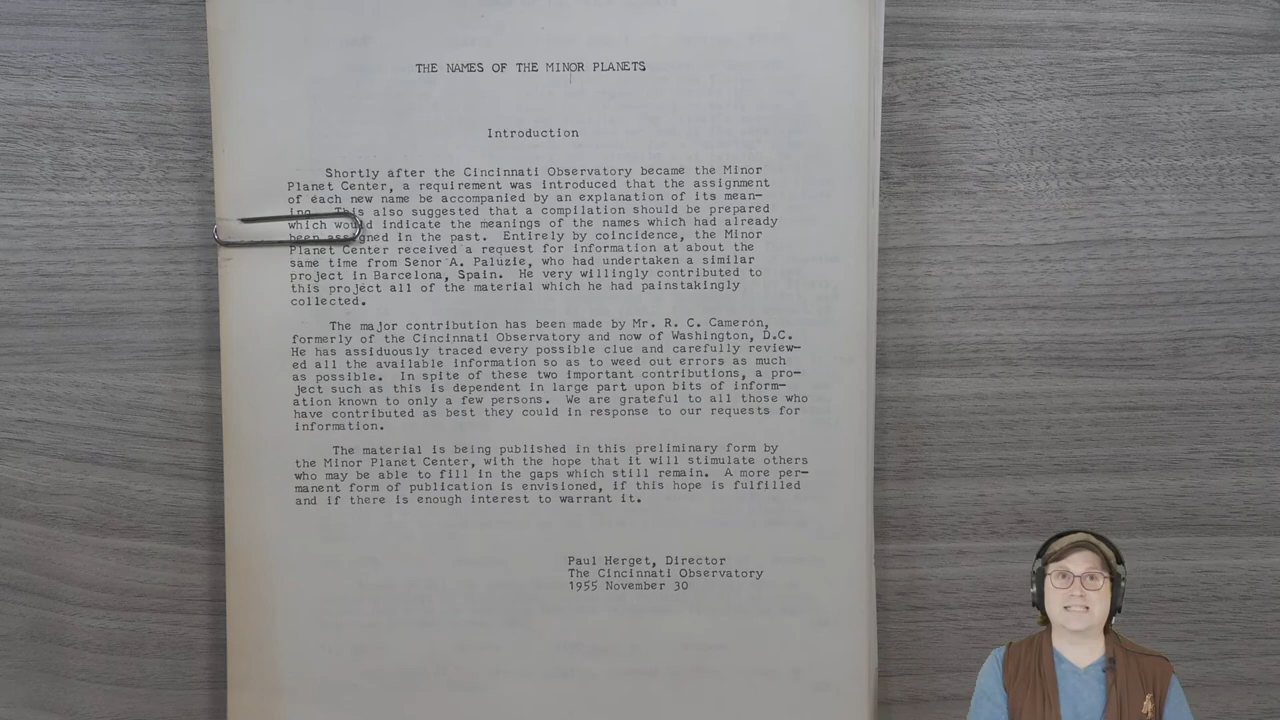 THE NAMES OF THE MINOR PLANETS
Introduction
Shortly after the Cincinnati Observatory became the Minor
Planet Center, a requirement was introduced that the assignment
of each new name be accompanied by an explanation of its mean-
ing. This also suggested that a compilation should be prepared
which would indicate the meanings of the names which had already
been assigned in the past. Entirely by coincidence, the Minor
Planet Center received a request for information at about the
same time from Senor A. Paluzie, who had undertaken a similar
project in Barcelona, Spain. He very willingly contributed to
this project all of the material which he had painstakingly
collected.
The major contribution has been made by Mr. R. C. Cameron,
formerly of the Cincinnati Observatory and now of Washington, D.C.
He has assiduously traced every possible clue and carefully review-
ed all the available information so as to weed out errors as much
as possible. In spite of these two important contributions, a pro-
ject such as this is dependent in large part upon bits of inform-
ation known to only a few persons. We are grateful to all those who
have contributed as best they could in response to our requests for
information.
The material is being published in this preliminary form by
the Minor Planet Center, with the hope that it will stimulate others
who may be able to fill in the gaps which still remain. A more per-
manent form of publication is envisioned, if this hope is fulfilled
and if there is enough interest to warrant it.
Paul Herget, Director
The Cincinnati Observatory
1955 November 30